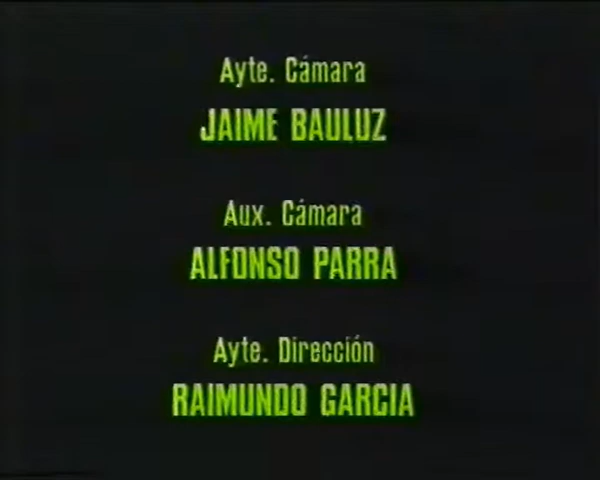 Ayte. Cámara
JAIME BAULUZ
Aux. Cámara
ALFONSO PARRA
Ayte. Dirección
RAIMUNDO GARCIA